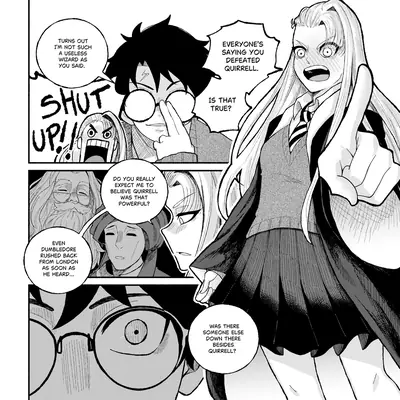 TURNS OUT
I'M NOT SUCH
A USELESS
WIZARD AS
YOU SAID.
EVERYONE'S
SAYING YOU
DEFEATED
QUIRRELL.
IS THAT
TRUE?
SHUT
UP!!
DO YOU
REALLY
EXPECT ME
TO BELIEVE
QUIRRELL
WAS THAT
POWERFUL?
EVEN
DUMBLEDORE
RUSHED BACK
FROM LONDON
AS SOON AS
HE HEARD...
WAS THERE
SOMEONE ELSE
DOWN THERE
BESIDES
QUIRRELL?